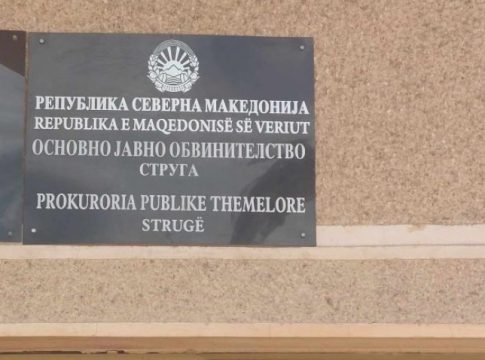 РЕПУБЛИКА СЕВЕРНА МАКЕДОНИЈА
REPUBLIKA E MAQEDONISË SË VERIUT
ОСНОВНО ЈАВНО ОБВИНИТЕЛСТВО
СТРУГА
PROKURORIA PUBLIKE THEMELORE
STRUGË